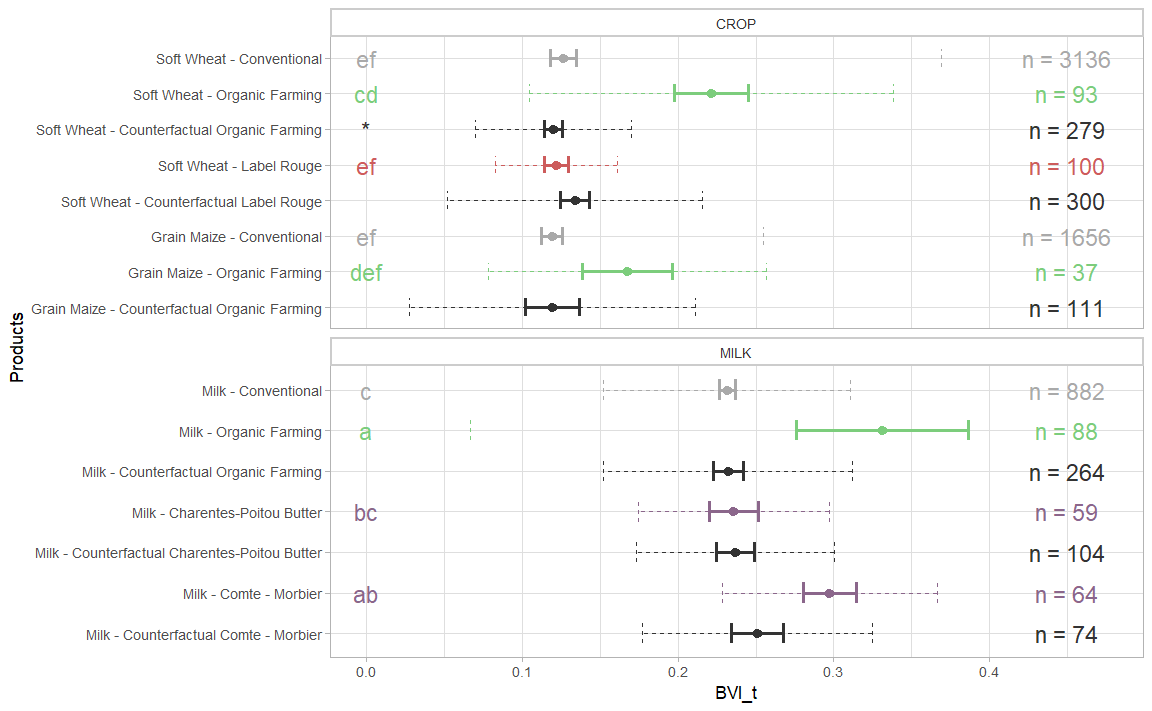 CROP
Soft Wheat - Conventional ef n = 3136
Soft Wheat - Organic Farming cd n = 93
Soft Wheat - Counterfactual Organic Farming * n = 279
Soft Wheat - Label Rouge ef n = 100
Soft Wheat - Counterfactual Label Rouge n = 300
Grain Maize - Conventional ef n = 1656
Grain Maize - Organic Farming def n = 37
Grain Maize - Counterfactual Organic Farming n = 111
Products
MILK
Milk - Conventional c n = 882
Milk - Organic Farming a n = 88
Milk - Counterfactual Organic Farming n = 264
Milk - Charentes-Poitou Butter bc n = 59
Milk - Counterfactual Charentes-Poitou Butter n = 104
Milk - Comte - Morbier ab n = 64
Milk - Counterfactual Comte - Morbier n = 74
0.0 0.1 0.2 0.3 0.4
BVI_t